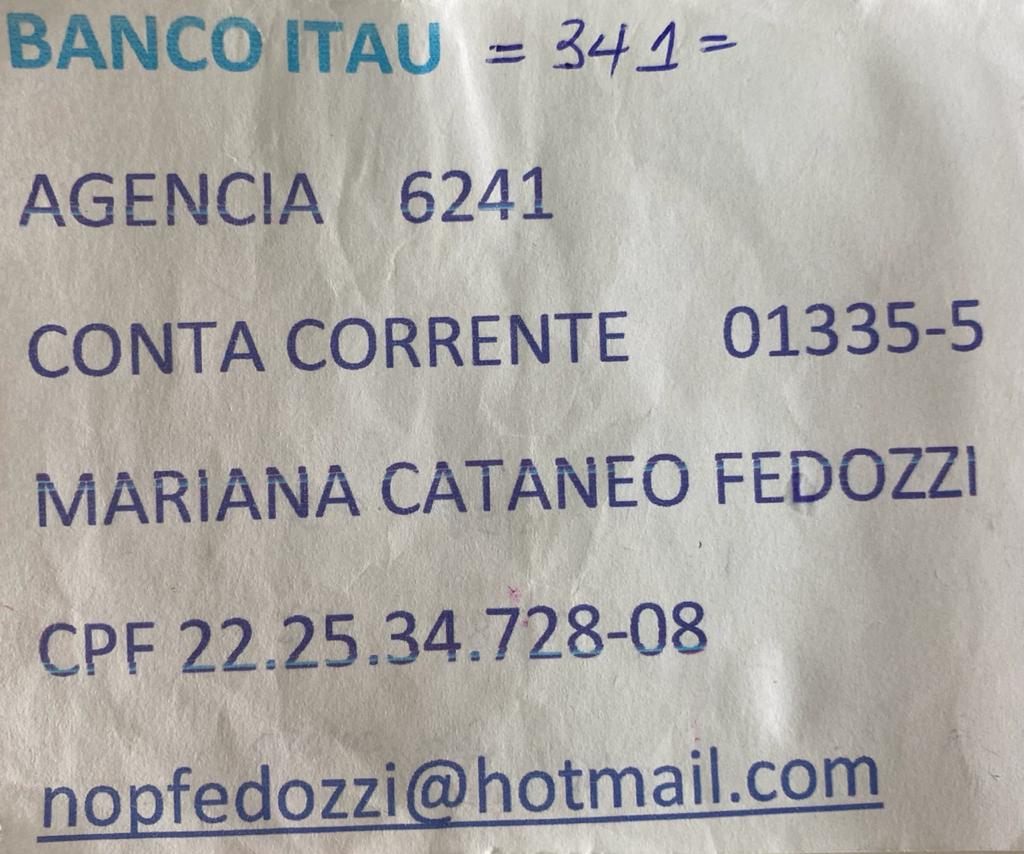 BANCO ITAU = 341 =
AGENCIA 6241
CONTA CORRENTE 01335-5
MARIANA CATANEO FEDOZZI
CPF 22.25.34.728-08
nopfedozzi@hotmail.com